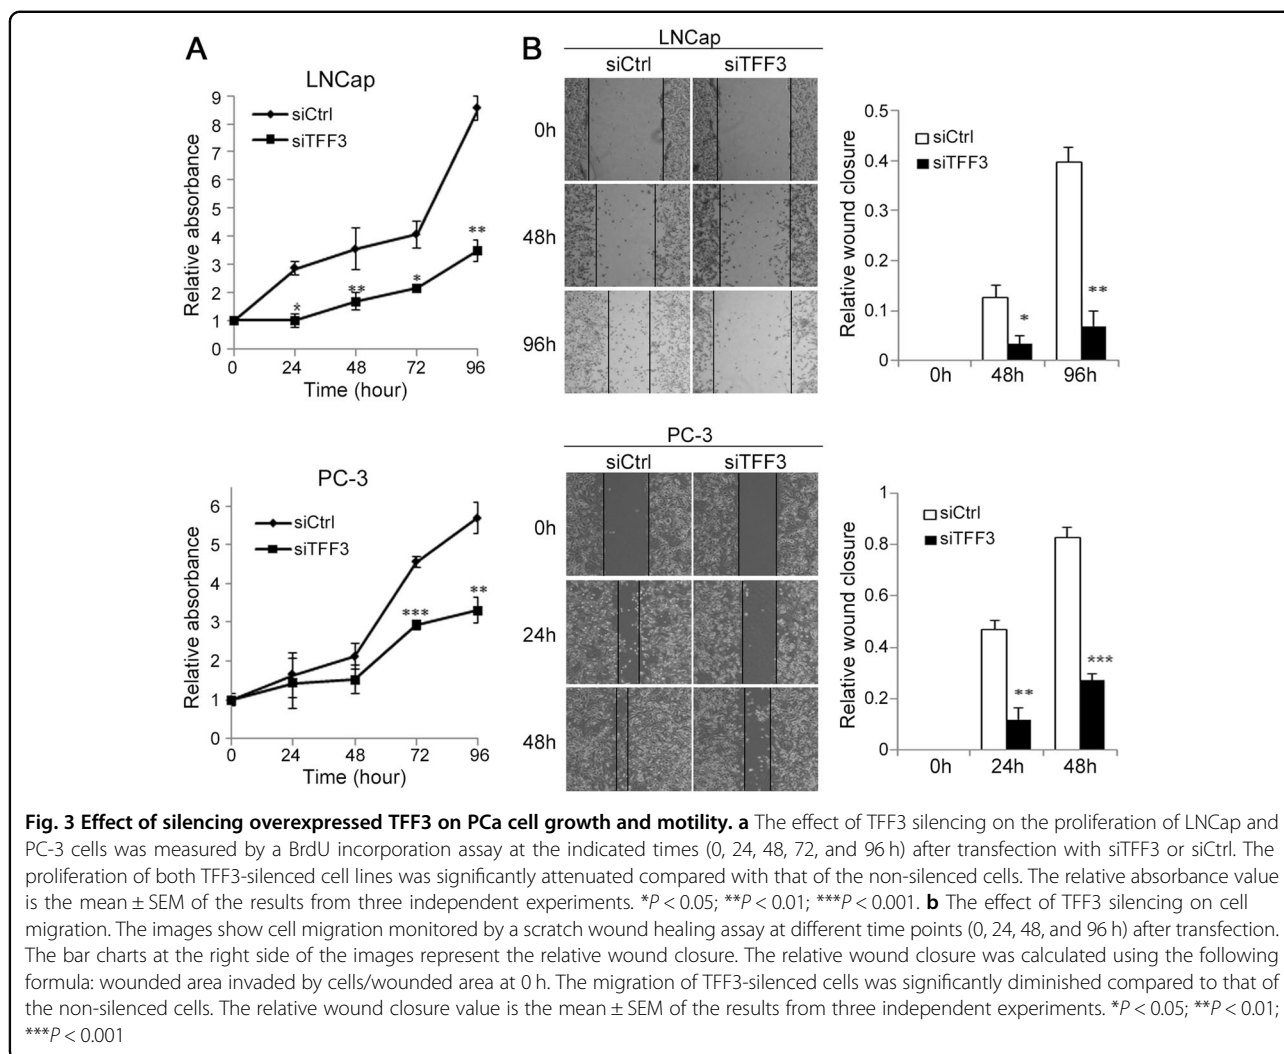 A
LNCap
9
8
7
6
5
4
3
2
1
0
Relative absorbance
siCtrl
siTFF3
*
**
*
**
0 24 48 72 96
Time (hour)
PC-3
6
5
4
3
2
1
0
Relative absorbance
siCtrl
siTFF3
***
**
0 24 48 72 96
Time (hour)
B
LNCap
siCtrl siTFF3
0h
48h
96h
0.5
0.4
0.3
0.2
0.1
0
Relative wound closure
siCtrl
siTFF3
*
**
0h 48h 96h
PC-3
siCtrl siTFF3
0h
24h
48h
1
0.8
0.6
0.4
0.2
0
Relative wound closure
siCtrl
siTFF3
**
***
0h 24h 48h
Fig. 3 Effect of silencing overexpressed TFF3 on PCa cell growth and motility. a The effect of TFF3 silencing on the proliferation of LNCap and
PC-3 cells was measured by a BrdU incorporation assay at the indicated times (0, 24, 48, 72, and 96 h) after transfection with siTFF3 or siCtrl. The
proliferation of both TFF3-silenced cell lines was significantly attenuated compared with that of the non-silenced cells. The relative absorbance value
is the mean ± SEM of the results from three independent experiments. *P < 0.05; **P < 0.01; ***P < 0.001. b The effect of TFF3 silencing on cell
migration. The images show cell migration monitored by a scratch wound healing assay at different time points (0, 24, 48, and 96 h) after transfection.
The bar charts at the right side of the images represent the relative wound closure. The relative wound closure was calculated using the following
formula: wounded area invaded by cells/wounded area at 0 h. The migration of TFF3-silenced cells was significantly diminished compared to that of
the non-silenced cells. The relative wound closure value is the mean ± SEM of the results from three independent experiments. *P < 0.05; **P < 0.01;
***P < 0.001